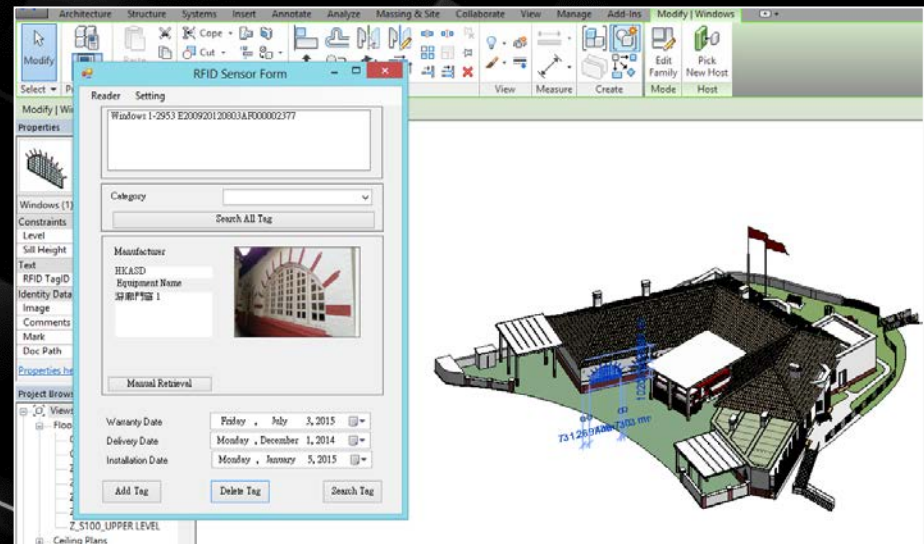 Architecture Structure Systems Insert Annotate Analyze Massing & Site Collaborate View Manage Add-Ins Modify | Windows
Cope
Cut
Modify
Edit Family
Pick New Host
Select
View Measure Create Mode Host
Modify | Wi
RFID Sensor Form
Reader Setting
Windows 1-2953 E200920120803AF000002377
Category
Search All Tag
Manufacturer
HKASD
Equipment Name
Manual Retrieval
Warranty Date Friday , July 3, 2015
Delivery Date Monday , December 1, 2014
Installation Date Monday , January 5, 2015
Add Tag Delete Tag Search Tag
Properties
Windows (1)
Constraints
Level
Sill Height
Text
RFID TagID
Identity Data
Image
Comments
Mark
Doc Path
Properties he
Project Brows
Views
Floo
Z_S100_UPPER LEVEL
Ceiling Plans